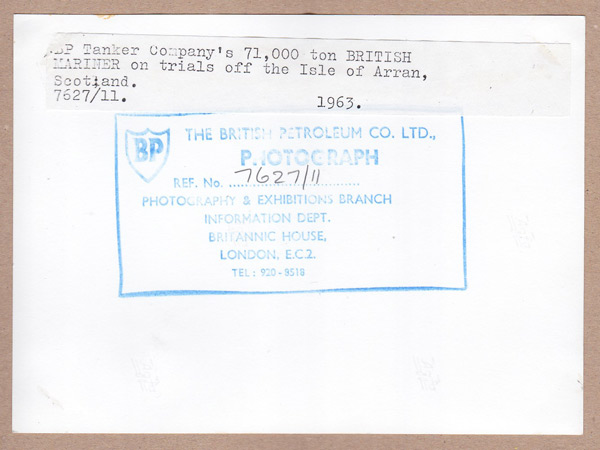 BP Tanker Company's 71,000 ton BRITISH
MARINER on trials off the Isle of Arran,
Scotland.
7627/11. 1963.
BP
THE BRITISH PETROLEUM CO. LTD.,
PHOTOGRAPH
REF. No. 7627/11
PHOTOGRAPHY & EXHIBITIONS BRANCH
INFORMATION DEPT.
BRITANNIC HOUSE,
LONDON, E.C.2.
TEL: 920-8518